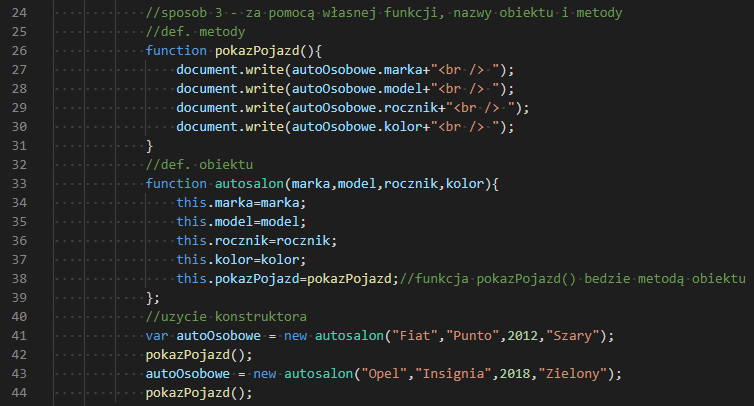 24 //sposob 3 - za pomocą własnej funkcji, nazwy obiektu i metody
25 //def. metody
26 function pokazPojazd(){
27 document.write(autoOsobowe.marka+"<br /> ");
28 document.write(autoOsobowe.model+"<br /> ");
29 document.write(autoOsobowe.rocznik+"<br /> ");
30 document.write(autoOsobowe.kolor+"<br /> ");
31 }
32 //def. obiektu
33 function autosalon(marka,model,rocznik,kolor){
34 this.marka=marka;
35 this.model=model;
36 this.rocznik=rocznik;
37 this.kolor=kolor;
38 this.pokazPojazd=pokazPojazd;//funkcja pokazPojazd() bedzie metodą obiektu
39 };
40 //uzycie konstruktora
41 var autoOsobowe = new autosalon("Fiat","Punto",2012,"Szary");
42 pokazPojazd();
43 autoOsobowe = new autosalon("Opel","Insignia",2018,"Zielony");
44 pokazPojazd();